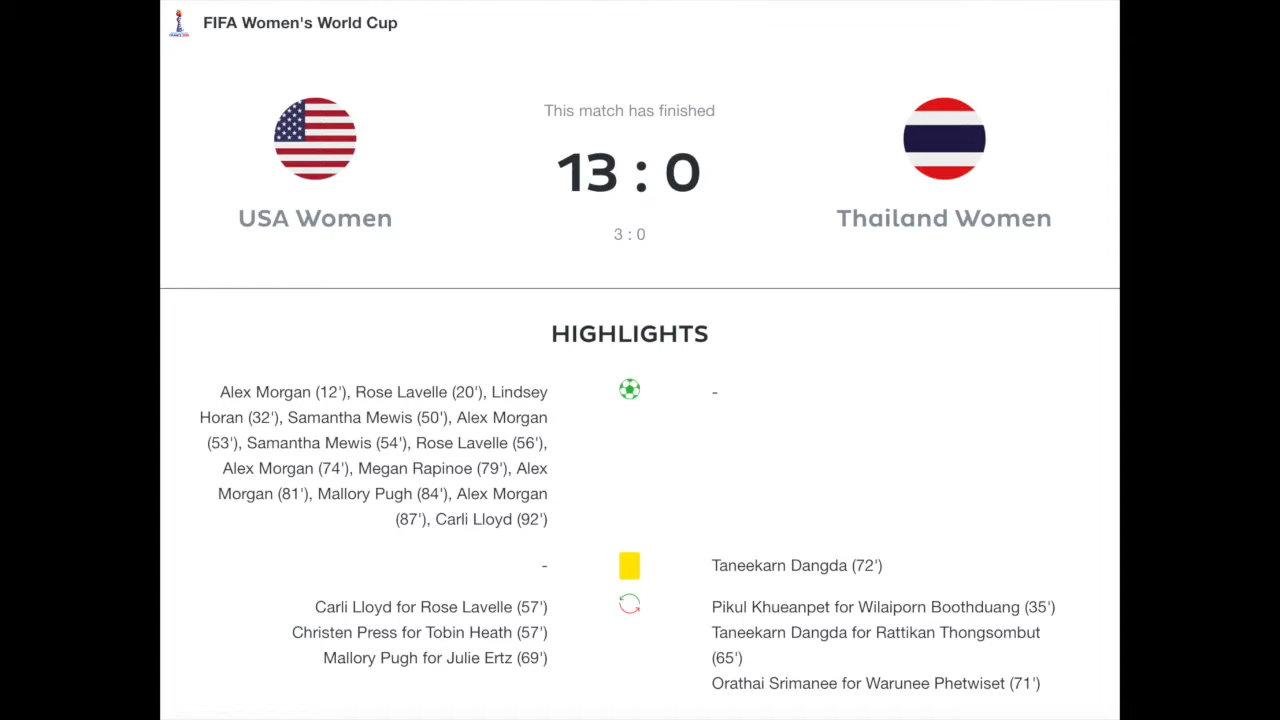 FIFA Women's World Cup
This match has finished
13 : 0
USA Women
Thailand Women
3 : 0
HIGHLIGHTS
Alex Morgan (12'), Rose Lavelle (20'), Lindsey
Horan (32'), Samantha Mewis (50'), Alex Morgan
(53'), Samantha Mewis (54'), Rose Lavelle (56'),
Alex Morgan (74'), Megan Rapinoe (79'), Alex
Morgan (81'), Mallory Pugh (84'), Alex Morgan
(87'), Carli Lloyd (92')
-
-
Taneekarn Dangda (72')
Carli Lloyd for Rose Lavelle (57')
Christen Press for Tobin Heath (57')
Mallory Pugh for Julie Ertz (69')
Pikul Khueanpet for Wilaiporn Boothduang (35')
Taneekarn Dangda for Rattikan Thongsombut
(65')
Orathai Srimanee for Warunee Phetwiset (71')